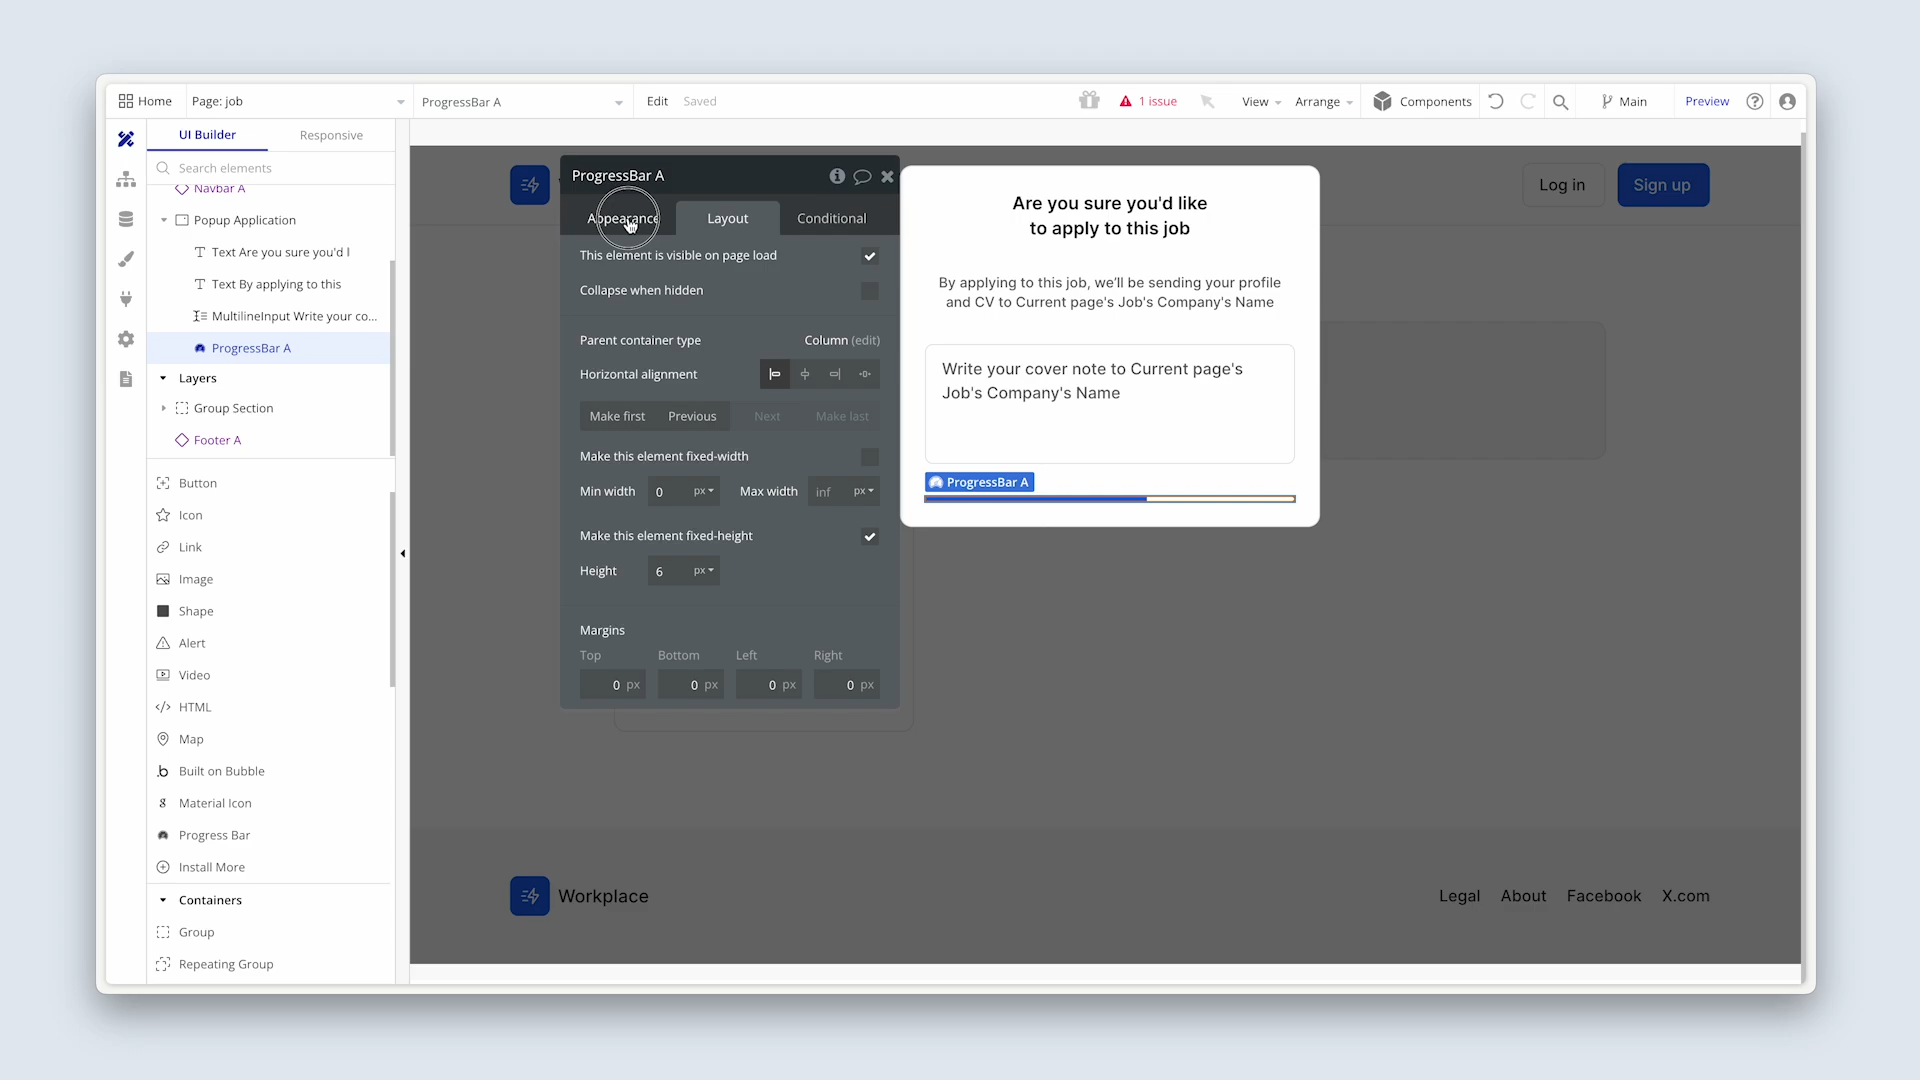 Home
Page: job
ProgressBar A
Edit
Saved
1 issue
View
Arrange
Components
Main
Preview
UI Builder
Responsive
Search elements
Navbar A
Popup Application
Text Are you sure you'd l
Text By applying to this
MultilineInput Write your co...
ProgressBar A
Layers
Group Section
Footer A
Button
Icon
Link
Image
Shape
Alert
Video
HTML
Map
Built on Bubble
Material Icon
Progress Bar
Install More
Containers
Group
Repeating Group
ProgressBar A
Appearance
Layout
Conditional
This element is visible on page load
Collapse when hidden
Parent container type
Column (edit)
Horizontal alignment
Make first
Previous
Next
Make last
Make this element fixed-width
Min width
0
px
Max width
inf
px
Make this element fixed-height
Height
6
px
Margins
Top
Bottom
Left
Right
0 px
0 px
0 px
0 px
Log in
Sign up
Are you sure you'd like
to apply to this job
By applying to this job, we'll be sending your profile
and CV to Current page's Job's Company's Name
Write your cover note to Current page's
Job's Company's Name
ProgressBar A
Workplace
Legal
About
Facebook
X.com